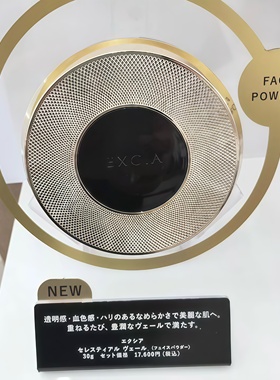 EXC.A
FAC
POW
NEW
透明感・血色感・ハリのあるなめらかさで美麗な肌へ。
重ねるたび、豊潤なヴェールで満たす。
エクシア
セレスティアル ヴェール（フェイスパウダー）
30g セット価格 17,600円（税込）